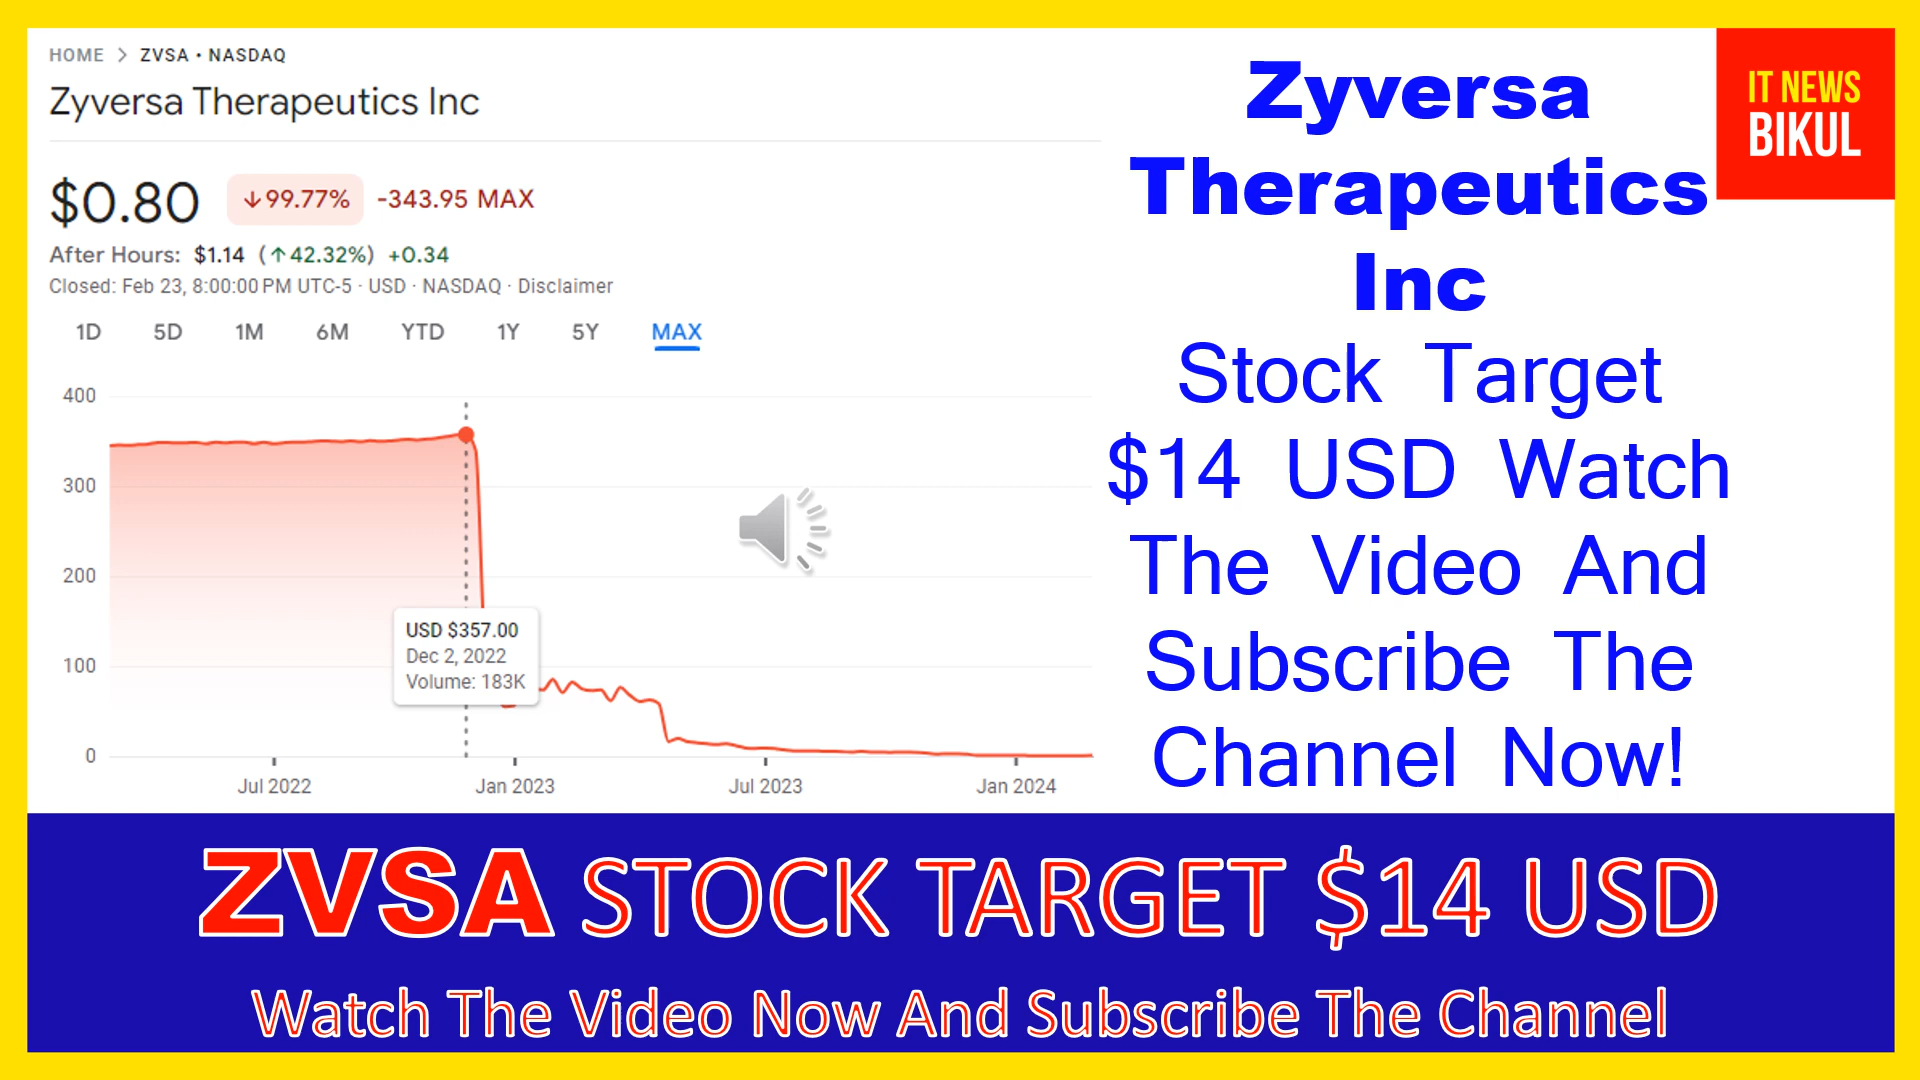 HOME > ZVSA • NASDAQ
Zyversa Therapeutics Inc
$0.80 ↓99.77% -343.95 MAX
After Hours: $1.14 (↑42.32%) +0.34
Closed: Feb 23, 8:00:00 PM UTC-5 · USD · NASDAQ · Disclaimer
1D 5D 1M 6M YTD 1Y 5Y MAX
400
300
200
100
0
USD $357.00
Dec 2, 2022
Volume: 183K
Jul 2022 Jan 2023 Jul 2023 Jan 2024
Zyversa
Therapeutics
Inc
Stock Target
$14 USD Watch
The Video And
Subscribe The
Channel Now!
IT NEWS
BIKUL
ZVSA STOCK TARGET $14 USD
Watch The Video Now And Subscribe The Channel